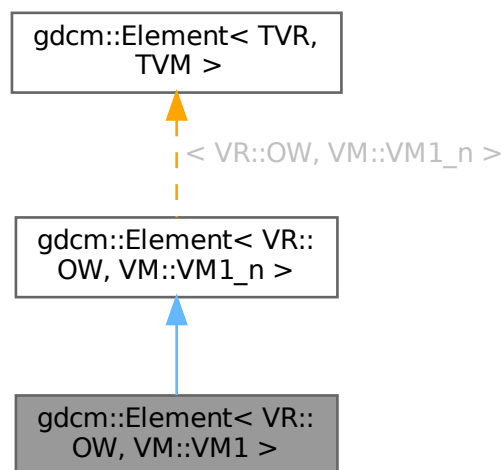 gdcm::Element< TVR,
TVM >
< VR::OW, VM::VM1_n >
gdcm::Element< VR::
OW, VM::VM1_n >
gdcm::Element< VR::
OW, VM::VM1 >